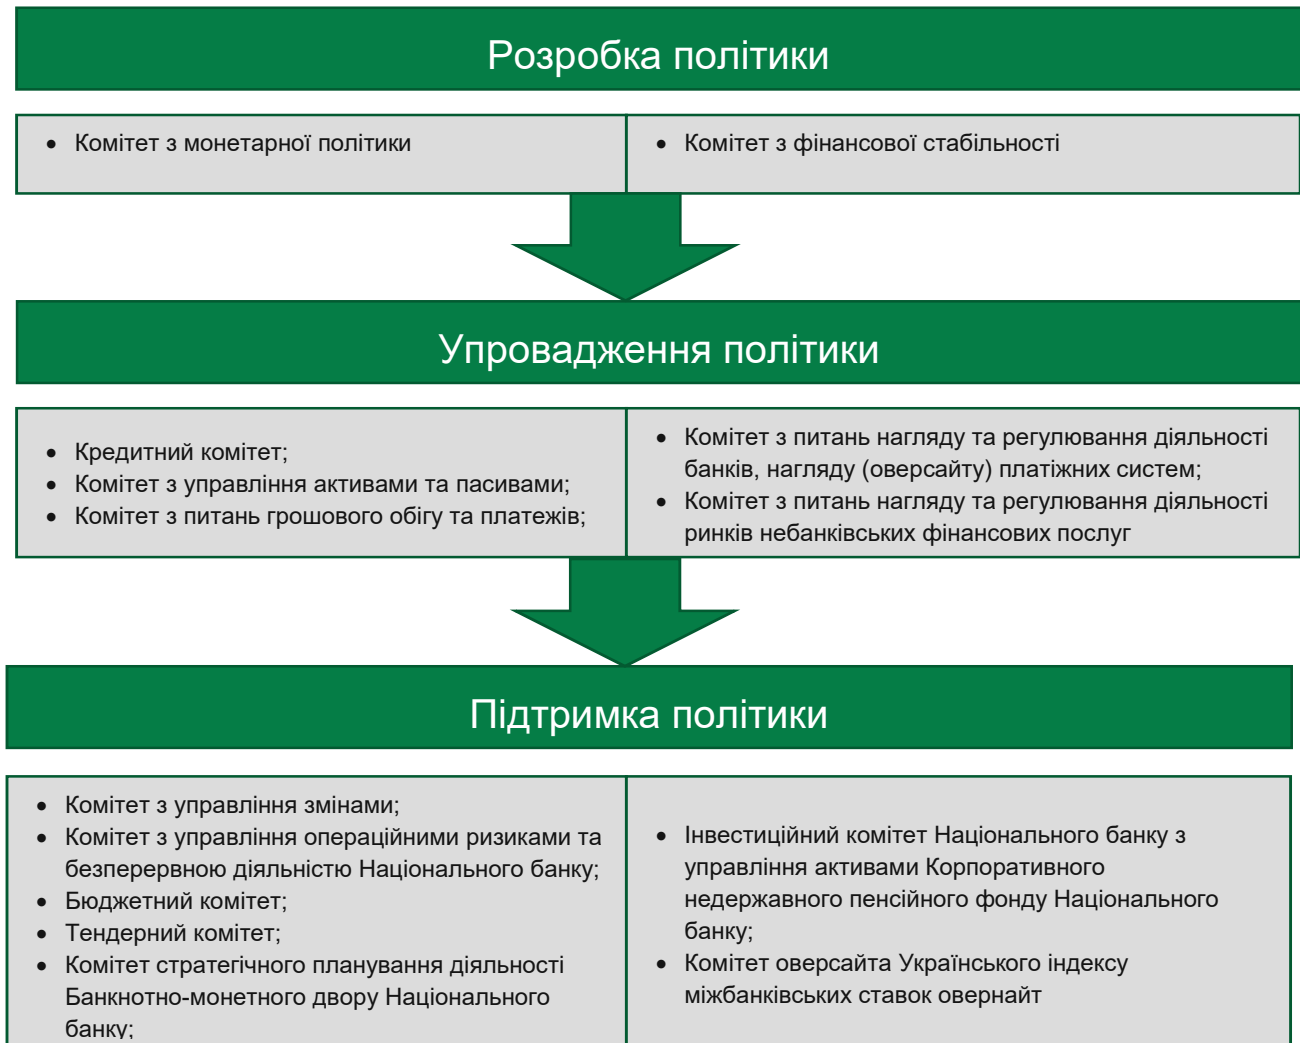 Розробка політики
• Комітет з монетарної політики
• Комітет з фінансової стабільності
Упровадження політики
• Кредитний комітет;
• Комітет з управління активами та пасивами;
• Комітет з питань грошового обігу та платежів;
• Комітет з питань нагляду та регулювання діяльності
банків, нагляду (оверсайту) платіжних систем;
• Комітет з питань нагляду та регулювання діяльності
ринків небанківських фінансових послуг
Підтримка політики
• Комітет з управління змінами;
• Комітет з управління операційними ризиками та
безперервною діяльністю Національного банку;
• Бюджетний комітет;
• Тендерний комітет;
• Комітет стратегічного планування діяльності
Банкнотно-монетного двору Національного
банку;
• Інвестиційний комітет Національного банку з
управління активами Корпоративного
недержавного пенсійного фонду Національного
банку;
• Комітет оверсайта Українського індексу
міжбанківських ставок овернайт